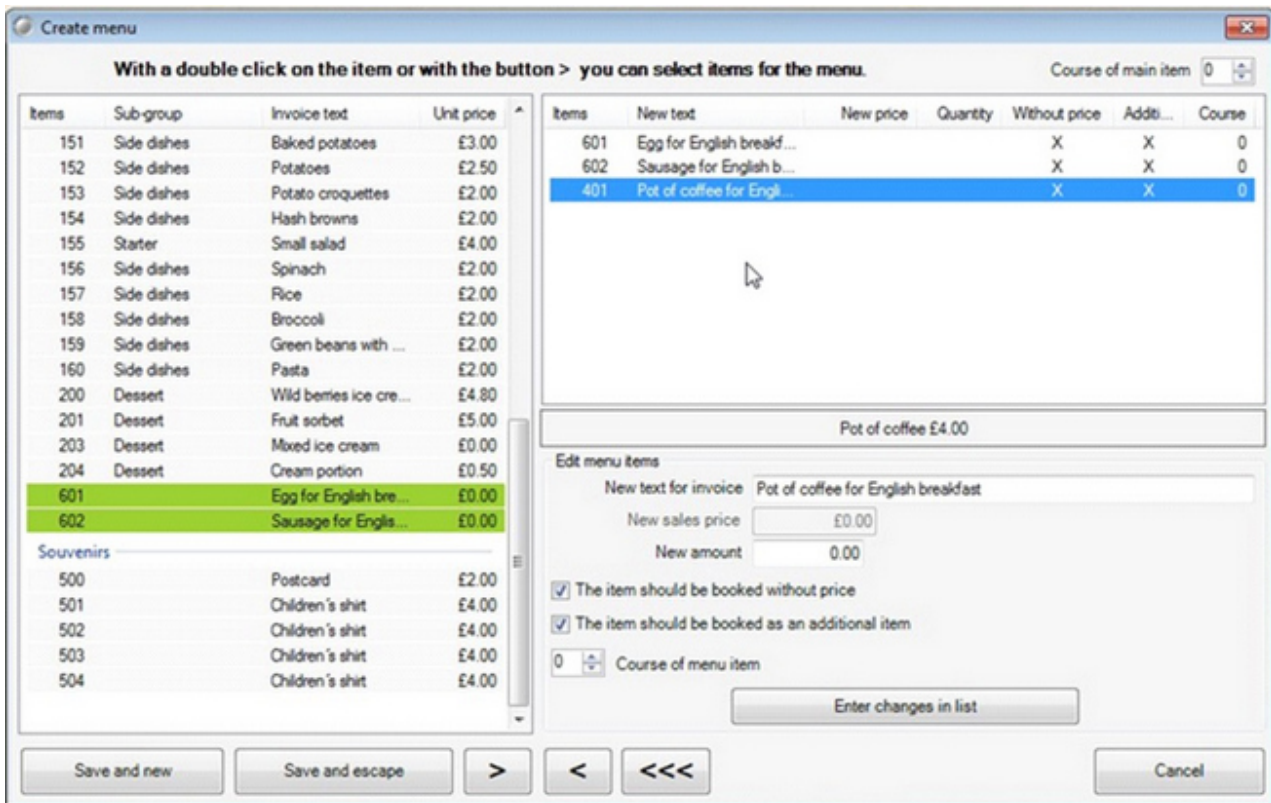 Create menu
With a double click on the item or with the button > you can select items for the menu.
Course of main item 0
Items Sub-group Invoice text Unit price
151 Side dishes Baked potatoes £3.00
152 Side dishes Potatoes £2.50
153 Side dishes Potato croquettes £2.00
154 Side dishes Hash browns £2.00
155 Starter Small salad £4.00
156 Side dishes Spinach £2.00
157 Side dishes Rice £2.00
158 Side dishes Broccoli £2.00
159 Side dishes Green beans with ... £2.00
160 Side dishes Pasta £2.00
200 Dessert Wild berries ice cre... £4.80
201 Dessert Fruit sorbet £5.00
203 Dessert Mixed ice cream £0.00
204 Dessert Cream portion £0.50
601 Egg for English bre... £0.00
602 Sausage for Englis... £0.00
Souvenirs
500 Postcard £2.00
501 Children´s shirt £4.00
502 Children´s shirt £4.00
503 Children´s shirt £4.00
504 Children´s shirt £4.00
Items New text New price Quantity Without price Additi... Course
601 Egg for English breakf... X X 0
602 Sausage for English b... X X 0
401 Pot of coffee for Engli... X X 0
Pot of coffee £4.00
Edit menu items
New text for invoice Pot of coffee for English breakfast
New sales price £0.00
New amount 0.00
The item should be booked without price
The item should be booked as an additional item
0 Course of menu item
Enter changes in list
Save and new Save and escape > < <<< Cancel